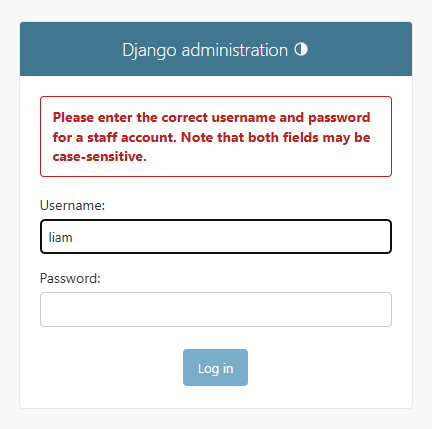 Django administration
Please enter the correct username and password
for a staff account. Note that both fields may be
case-sensitive.
Username:
liam
Password:
Log in